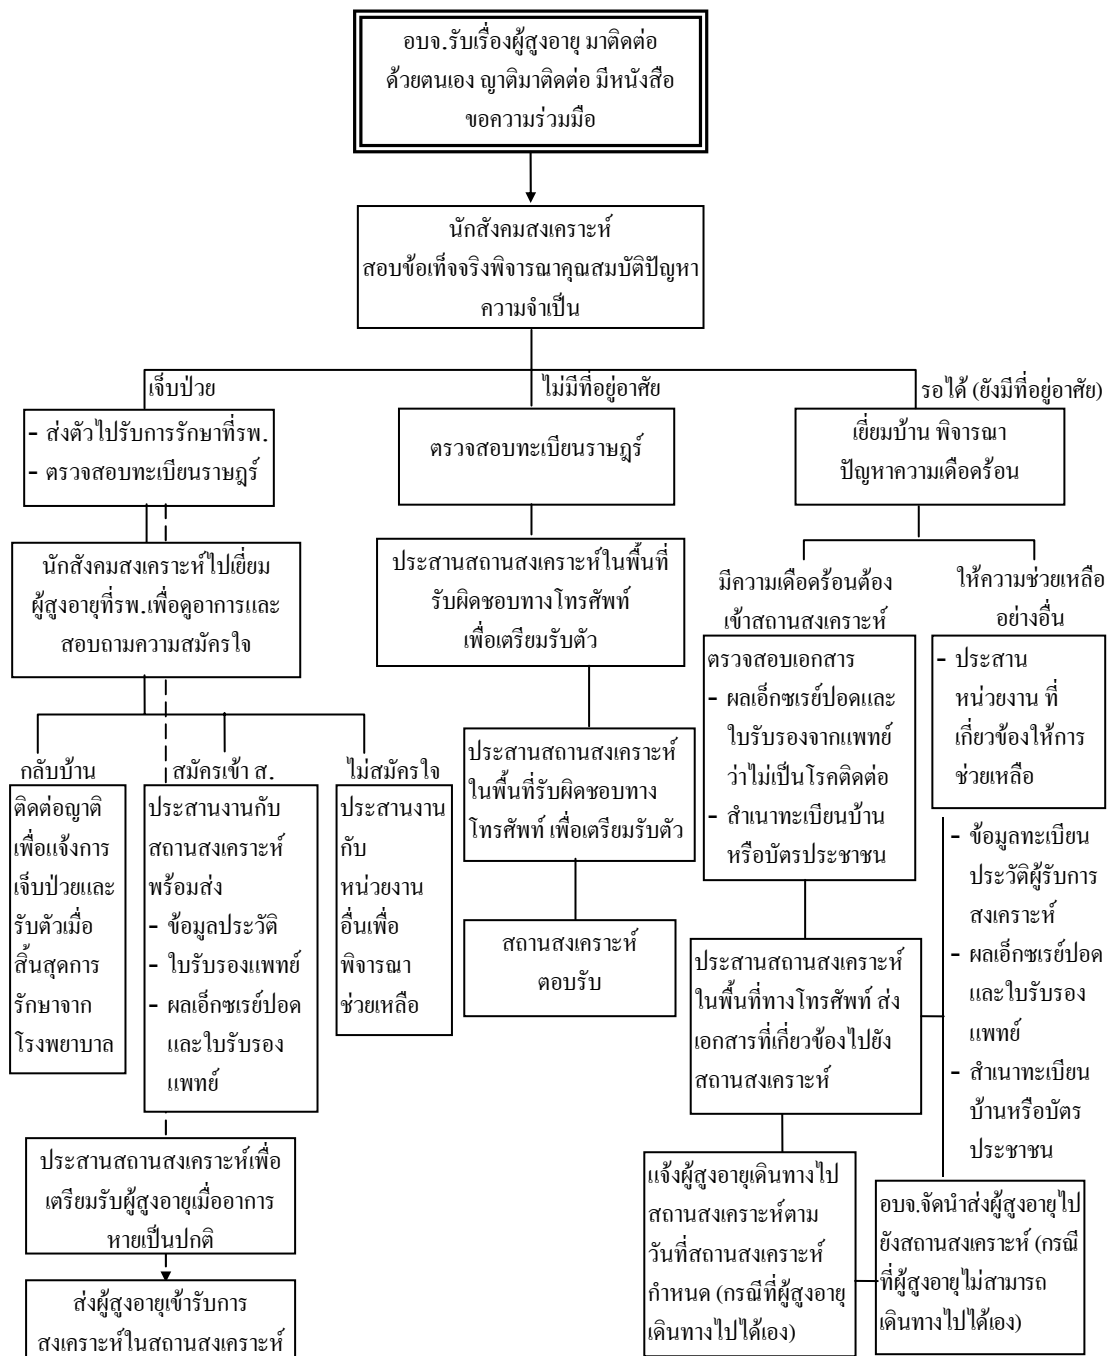 อบจ.รับเรื่องผู้สูงอายุ มาติดต่อ
ด้วยตนเอง ญาติมาติดต่อ มีหนังสือ
ขอความร่วมมือ
นักสังคมสงเคราะห์
สอบข้อเท็จจริงพิจารณาคุณสมบัติปัญหา
ความจำเป็น
เจ็บป่วย
- ส่งตัวไปรับการรักษาที่รพ.
- ตรวจสอบทะเบียนราษฎร์
นักสังคมสงเคราะห์ไปเยี่ยม
ผู้สูงอายุที่รพ.เพื่อดูอาการและ
สอบถามความสมัครใจ
กลับบ้าน
ติดต่อญาติ
เพื่อแจ้งการ
เจ็บป่วยและ
รับตัวเมื่อ
สิ้นสุดการ
รักษาจาก
โรงพยาบาล
สมัครเข้า ส.
ประสานงานกับ
สถานสงเคราะห์
พร้อมส่ง
- ข้อมูลประวัติ
- ใบรับรองแพทย์
- ผลเอ็กซเรย์ปอด
และใบรับรอง
แพทย์
ไม่สมัครใจ
ประสานงาน
กับ
หน่วยงาน
อื่นเพื่อ
พิจารณา
ช่วยเหลือ
ประสานสถานสงเคราะห์เพื่อ
เตรียมรับผู้สูงอายุเมื่ออาการ
หายเป็นปกติ
ส่งผู้สูงอายุเข้ารับการ
สงเคราะห์ในสถานสงเคราะห์
ไม่มีที่อยู่อาศัย
ตรวจสอบทะเบียนราษฎร์
ประสานสถานสงเคราะห์ในพื้นที่
รับผิดชอบทางโทรศัพท์
เพื่อเตรียมรับตัว
ประสานสถานสงเคราะห์
ในพื้นที่รับผิดชอบทาง
โทรศัพท์ เพื่อเตรียมรับตัว
สถานสงเคราะห์
ตอบรับ
รอได้ (ยังมีที่อยู่อาศัย)
เยี่ยมบ้าน พิจารณา
ปัญหาความเดือดร้อน
มีความเดือดร้อนต้อง
เข้าสถานสงเคราะห์
ตรวจสอบเอกสาร
- ผลเอ็กซเรย์ปอดและ
ใบรับรองจากแพทย์
ว่าไม่เป็นโรคติดต่อ
- สำเนาทะเบียนบ้าน
หรือบัตรประชาชน
ให้ความช่วยเหลือ
อย่างอื่น
- ประสาน
หน่วยงาน ที่
เกี่ยวข้องให้การ
ช่วยเหลือ
ประสานสถานสงเคราะห์
ในพื้นที่ทางโทรศัพท์ ส่ง
เอกสารที่เกี่ยวข้องไปยัง
สถานสงเคราะห์
- ข้อมูลทะเบียน
ประวัติผู้รับการ
สงเคราะห์
- ผลเอ็กซเรย์ปอด
และใบรับรอง
แพทย์
- สำเนาทะเบียน
บ้านหรือบัตร
ประชาชน
แจ้งผู้สูงอายุเดินทางไป
สถานสงเคราะห์ตาม
วันที่สถานสงเคราะห์
กำหนด (กรณีที่ผู้สูงอายุ
เดินทางไปได้เอง)
อบจ.จัดนำส่งผู้สูงอายุไป
ยังสถานสงเคราะห์ (กรณี
ที่ผู้สูงอายุไม่สามารถ
เดินทางไปได้เอง)